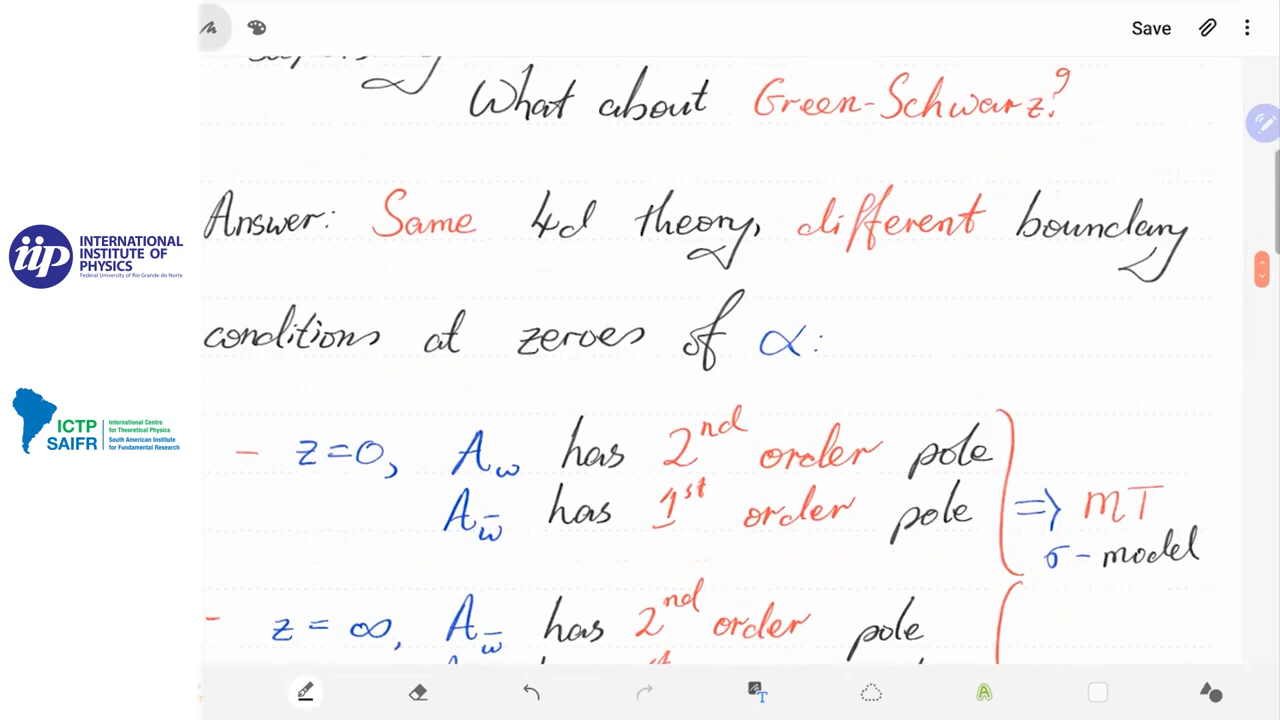 Save
What about Green-Schwarz?
Answer: Same 4d theory, different boundary
conditions at zeroes of α:
- z=0, A_w has 2nd order pole
A_w̄ has 1st order pole
=> mT
σ-model
- z = ∞, A_w̄ has 2nd order pole
iip
INTERNATIONAL
INSTITUTE OF
PHYSICS
Federal University of Rio Grande do Norte
ICTP
SAIFR
International Centre
for Theoretical Physics
South American Institute
for Fundamental Research
T
A